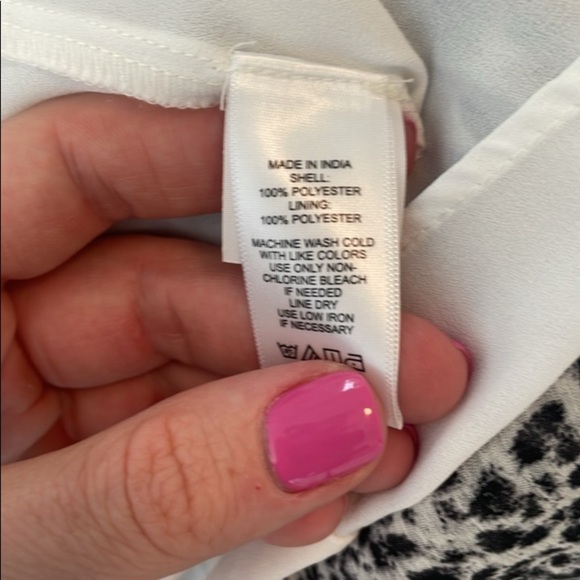 MADE IN INDIA
SHELL:
100% POLYESTER
LINING:
100% POLYESTER
MACHINE WASH COLD
WITH LIKE COLORS
USE ONLY NON-
CHLORINE BLEACH
IF NEEDED
LINE DRY
USE LOW IRON
IF NECESSARY